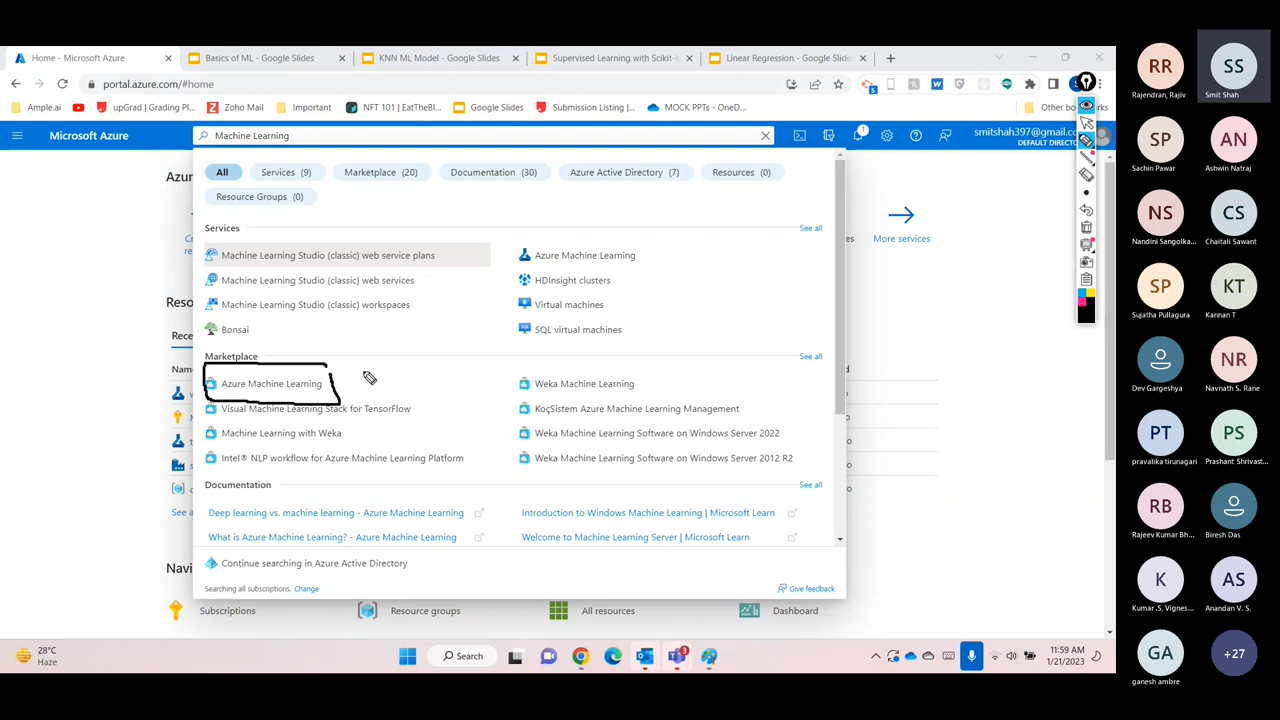 Home - Microsoft Azure
Basics of ML - Google Slides
KNN ML Model - Google Slides
Supervised Learning with Scikit-l
Linear Regression - Google Slides
portal.azure.com/#home
Ample.ai
upGrad | Grading Pl...
Zoho Mail
Important
NFT 101 | EatTheBl...
Google Slides
Submission Listing |...
MOCK PPTs - OneD...
Other bookmarks
Microsoft Azure
Machine Learning
smitshah397@gmail.co
DEFAULT DIRECTO
All
Services (9)
Marketplace (20)
Documentation (30)
Azure Active Directory (7)
Resources (0)
Resource Groups (0)
Services
See all
Machine Learning Studio (classic) web service plans
Azure Machine Learning
Machine Learning Studio (classic) web services
HDInsight clusters
Machine Learning Studio (classic) workspaces
Virtual machines
Bonsai
SQL virtual machines
Marketplace
See all
Azure Machine Learning
Weka Machine Learning
Visual Machine Learning Stack for TensorFlow
KoçSistem Azure Machine Learning Management
Machine Learning with Weka
Weka Machine Learning Software on Windows Server 2022
Intel® NLP workflow for Azure Machine Learning Platform
Weka Machine Learning Software on Windows Server 2012 R2
Documentation
See all
Deep learning vs. machine learning - Azure Machine Learning
Introduction to Windows Machine Learning | Microsoft Learn
What is Azure Machine Learning? - Azure Machine Learning
Welcome to Machine Learning Server | Microsoft Learn
Continue searching in Azure Active Directory
Searching all subscriptions. Change
Give feedback
Azur
Cr
re
es
More services
Reso
Rece
Nam
d
o
o
o
o
o
See a
Navi
Subscriptions
Resource groups
All resources
Dashboard
28°C
Haze
Search
3
11:59 AM
1/21/2023
RR
Rajendran, Rajiv
SS
Smit Shah
SP
Sachin Pawar
AN
Ashwin Natraj
NS
Nandini Sangolka...
CS
Chaitali Sawant
SP
Sujatha Pullagura
KT
Kannan T
Dev Gargeshya
NR
Navnath S. Rane
PT
pravalika tirunagari
PS
Prashant Shrivast...
RB
Rajeev Kumar Bh...
Biresh Das
K
Kumar .S, Vignes...
AS
Anandan V. S.
GA
ganesh ambre
+27